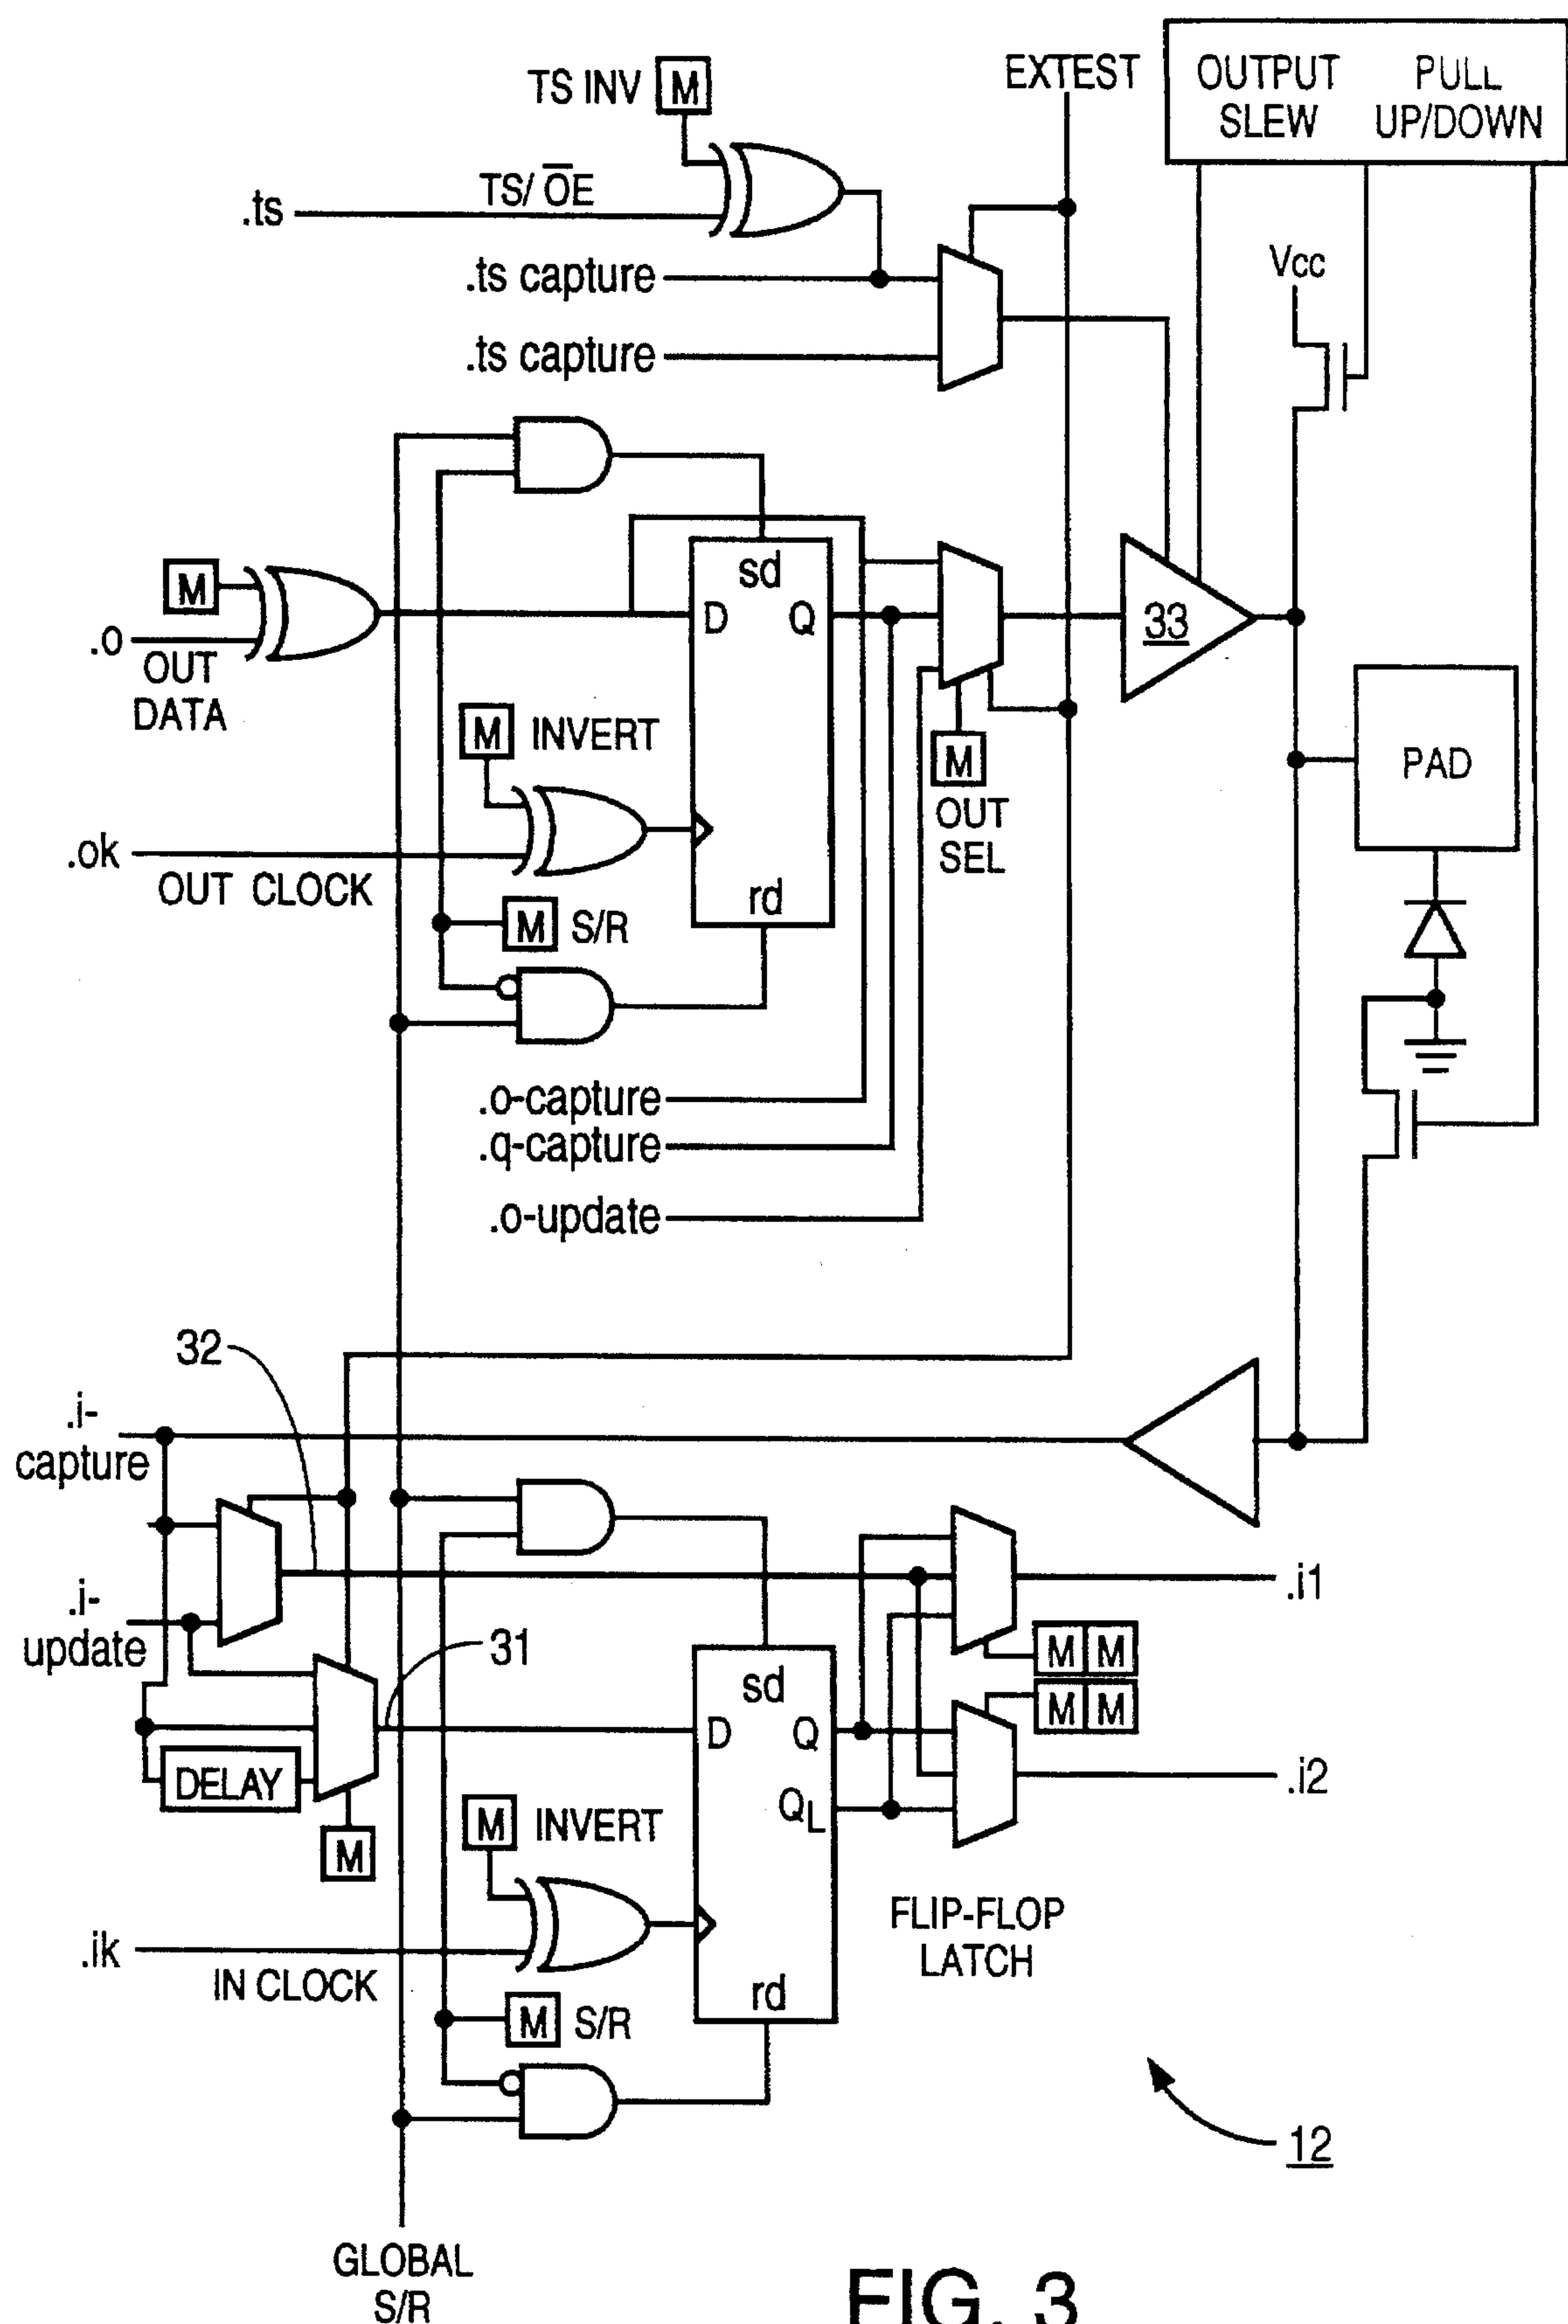 TS INV M
EXTEST
OUTPUT SLEW
PULL UP/DOWN
TS/O̅E
.ts
.ts capture
.ts capture
Vcc
M
.o
OUT DATA
sd
D
Q
33
M INVERT
M
OUT SEL
PAD
.ok
OUT CLOCK
rd
M S/R
.o-capture
.q-capture
.o-update
32
.i-capture
.i-update
31
.i1
M M
M M
sd
D
Q
QL
.i2
DELAY
M
M INVERT
FLIP-FLOP LATCH
.ik
IN CLOCK
rd
M S/R
12
GLOBAL S/R
FIG. 3